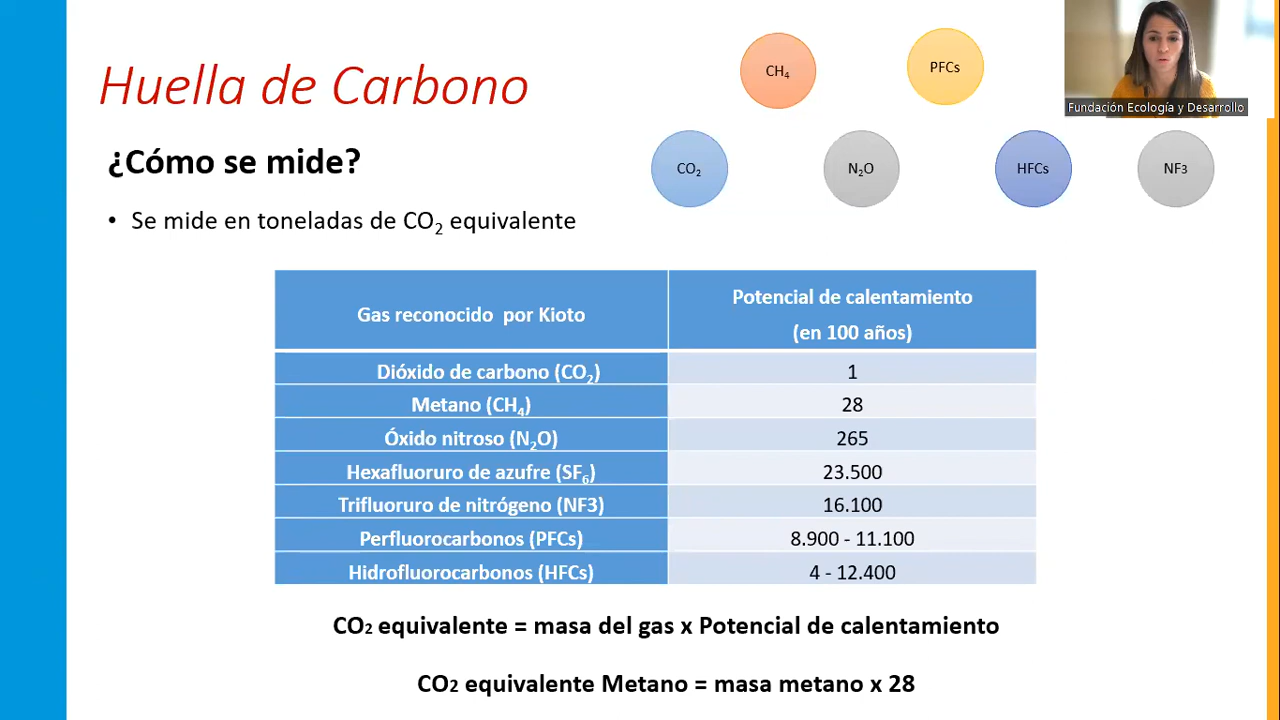 Huella de Carbono
CH₄
PFCs
Fundación Ecología y Desarrollo
¿Cómo se mide?
CO₂
N₂O
HFCs
NF3
• Se mide en toneladas de CO₂ equivalente
Gas reconocido por Kioto
Potencial de calentamiento
(en 100 años)
Dióxido de carbono (CO₂) 1
Metano (CH₄) 28
Óxido nitroso (N₂O) 265
Hexafluoruro de azufre (SF₆) 23.500
Trifluoruro de nitrógeno (NF3) 16.100
Perfluorocarbonos (PFCs) 8.900 - 11.100
Hidrofluorocarbonos (HFCs) 4 - 12.400
CO₂ equivalente = masa del gas x Potencial de calentamiento
CO₂ equivalente Metano = masa metano x 28